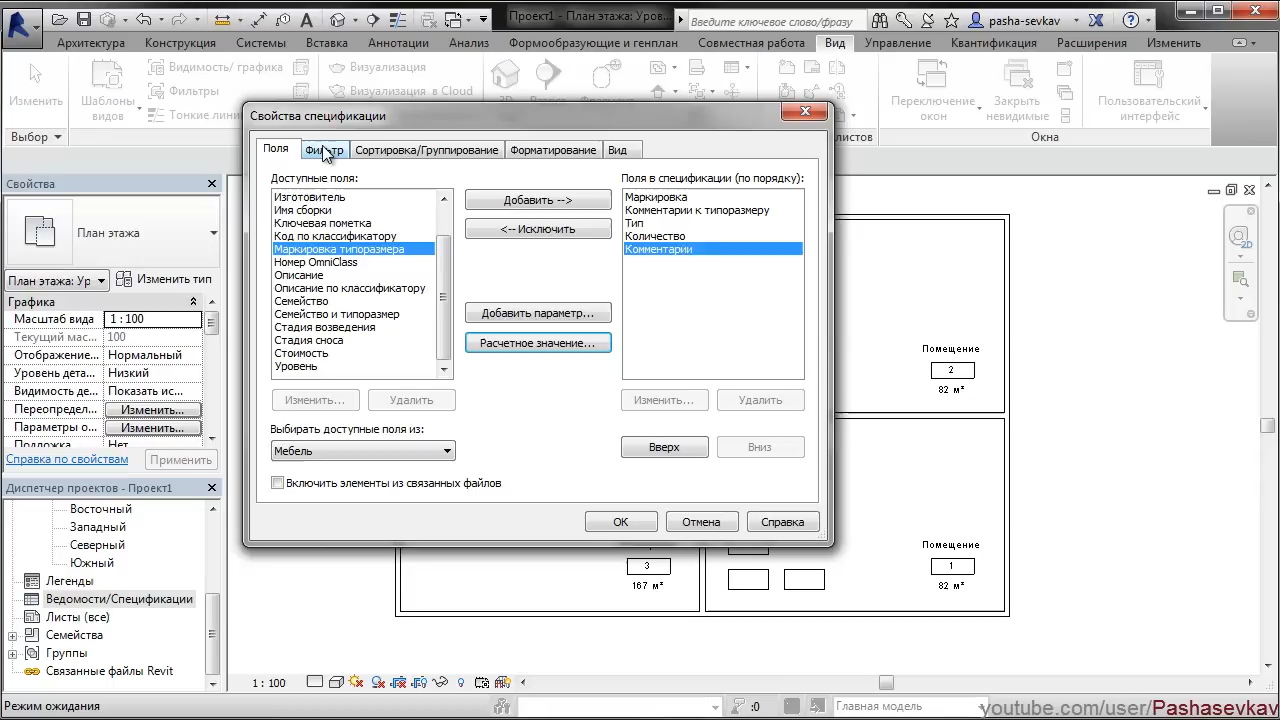 Проект1 - План этажа: Уров...
Введите ключевое слово/фразу
pasha-sevkav
Архитектура
Конструкция
Системы
Вставка
Аннотации
Анализ
Формообразующие и генплан
Совместная работа
Вид
Управление
Квантификация
Расширения
Изменить
Изменить
Шаблоны
видов
Видимость/ графика
Фильтры
Тонкие лини
Визуализация
Визуализация в Cloud
Переключение
окон
Закрыть
невидимые
Пользовательский
интерфейс
Выбор
листов
Окна
Свойства
План этажа
План этажа: Ур
Изменить тип
Графика
Масштаб вида
1 : 100
Текущий мас...
100
Отображение...
Нормальный
Уровень дета...
Низкий
Видимость де...
Показать ис...
Переопредел...
Изменить...
Параметры о...
Изменить...
Подложка
Нет
Справка по свойствам
Применить
Диспетчер проектов - Проект1
Восточный
Западный
Северный
Южный
Легенды
Ведомости/Спецификации
Листы (все)
Семейства
Группы
Связанные файлы Revit
Свойства спецификации
Поля
Фильтр
Сортировка/Группирование
Форматирование
Вид
Доступные поля:
Изготовитель
Имя сборки
Ключевая пометка
Код по классификатору
Маркировка типоразмера
Номер OmniClass
Описание
Описание по классификатору
Семейство
Семейство и типоразмер
Стадия возведения
Стадия сноса
Стоимость
Уровень
Добавить -->
<-- Исключить
Добавить параметр...
Расчетное значение...
Поля в спецификации (по порядку):
Маркировка
Комментарии к типоразмеру
Тип
Количество
Комментарии
Изменить...
Удалить
Изменить...
Удалить
Выбирать доступные поля из:
Мебель
Вверх
Вниз
Включить элементы из связанных файлов
OK
Отмена
Справка
Помещение
2
82 м²
3
167 м²
Помещение
1
82 м²
1 : 100
Режим ожидания
:0
Главная модель
youtube.com/user/Pashasevkav